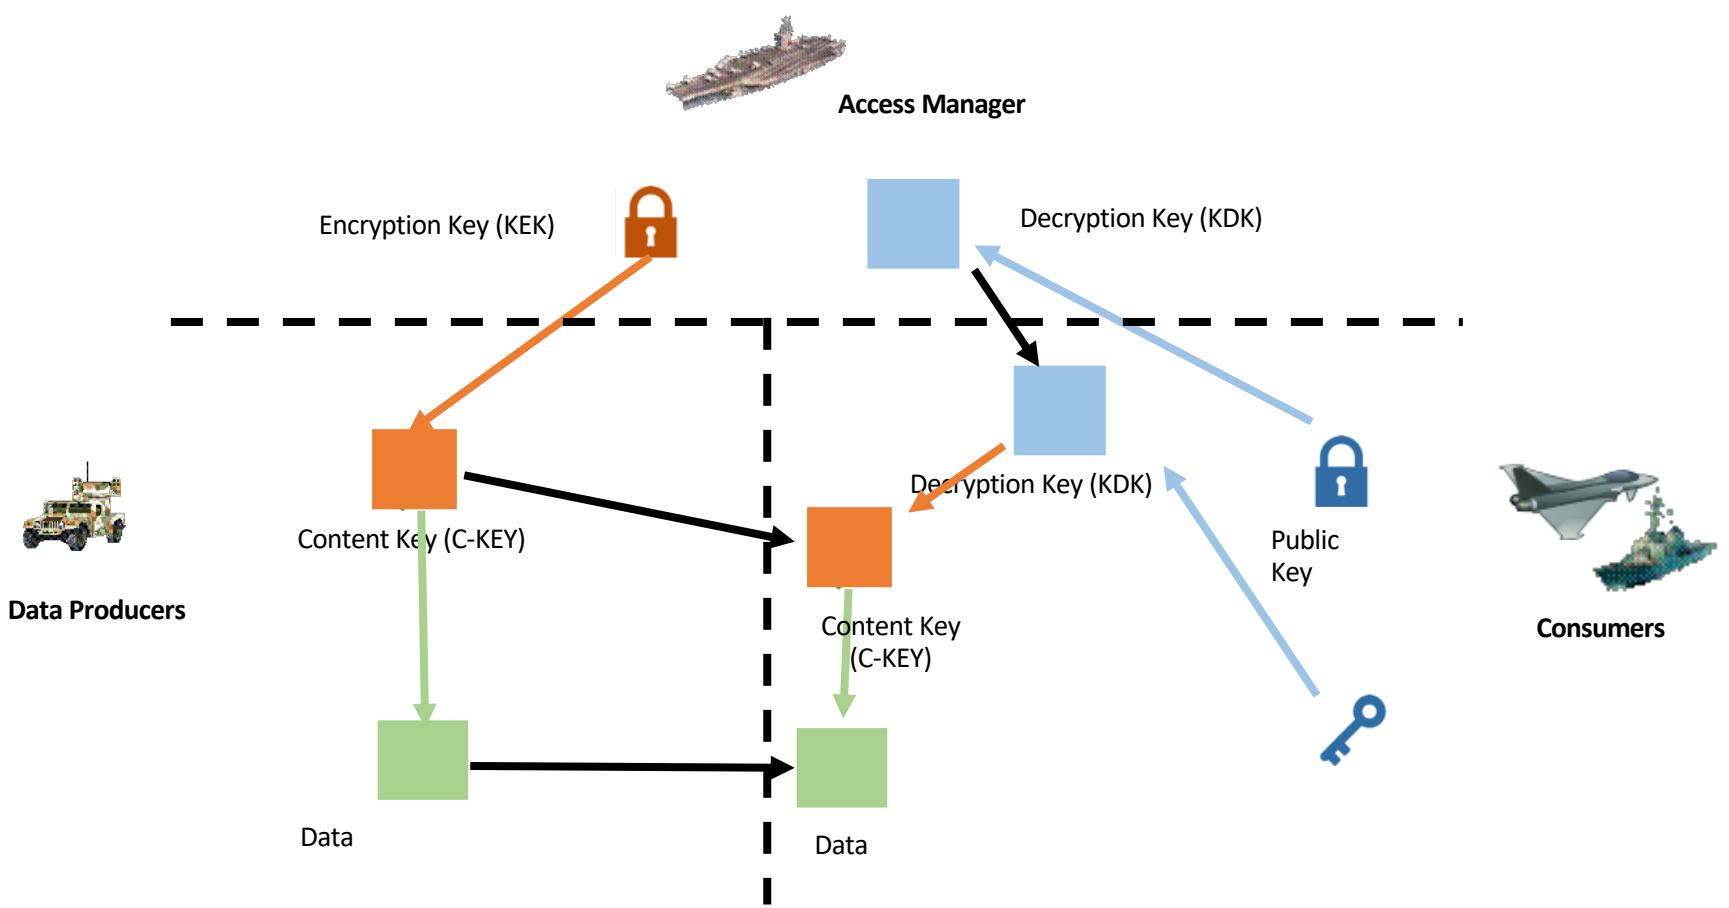 Access Manager
Encryption Key (KEK)
Decryption Key (KDK)
Decryption Key (KDK)
Content Key (C-KEY)
Public
Key
Data Producers
Content Key
(C-KEY)
Consumers
Data
Data